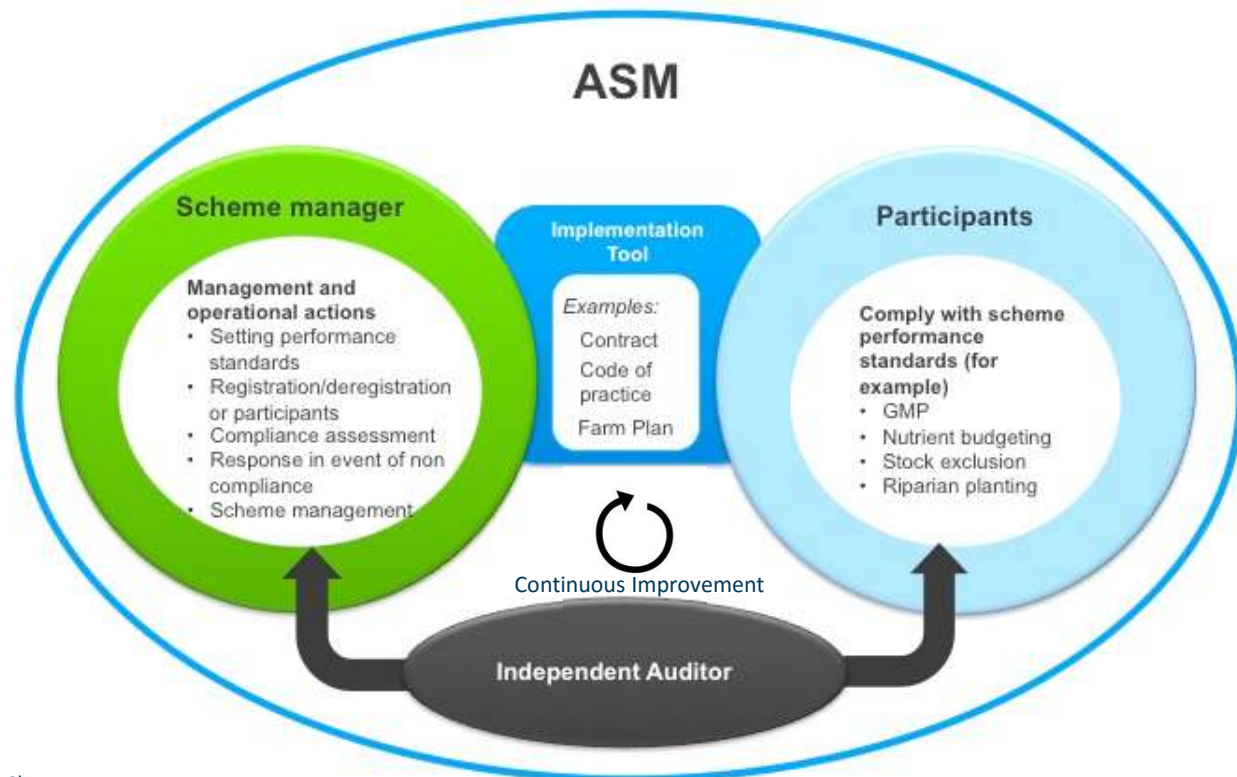 ASM
Scheme manager
Management and
operational actions
• Setting performance
standards
• Registration/deregistration
or participants
• Compliance assessment
• Response in event of non
compliance
• Scheme management
Implementation
Tool
Examples:
Contract
Code of
practice
Farm Plan
Participants
Comply with scheme
performance
standards (for
example)
• GMP
• Nutrient budgeting
• Stock exclusion
• Riparian planting
Continuous Improvement
Independent Auditor